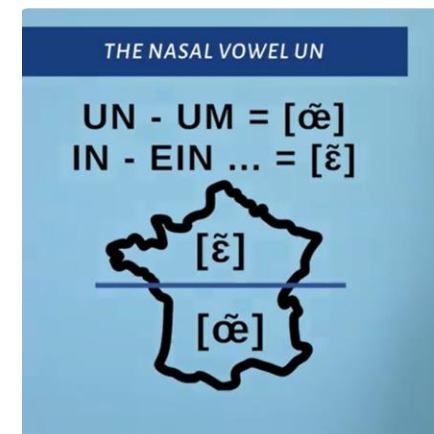 THE NASAL VOWEL UN
UN - UM = [œ̃]
IN - EIN ... = [ɛ̃]
[ɛ̃]
[œ̃]